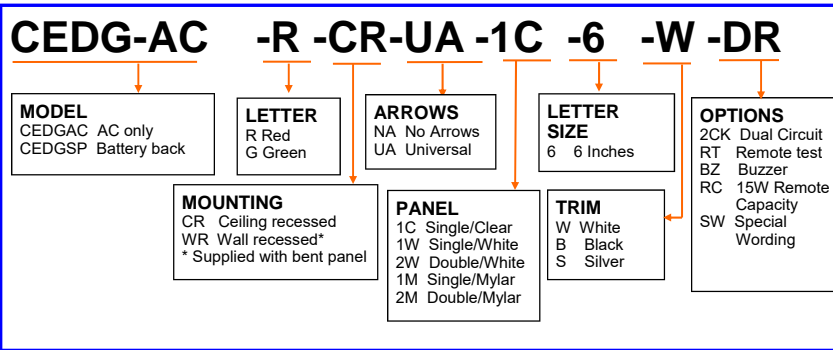 CEDG-AC -R -CR-UA -1C -6 -W -DR
MODEL
CEDGAC AC only
CEDGSP Battery back
LETTER
R Red
G Green
ARROWS
NA No Arrows
UA Universal
LETTER
SIZE
6 6 Inches
OPTIONS
2CK Dual Circuit
RT Remote test
BZ Buzzer
RC 15W Remote
Capacity
SW Special
Wording
MOUNTING
CR Ceiling recessed
WR Wall recessed*
* Supplied with bent panel
PANEL
1C Single/Clear
1W Single/White
2W Double/White
1M Single/Mylar
2M Double/Mylar
TRIM
W White
B Black
S Silver